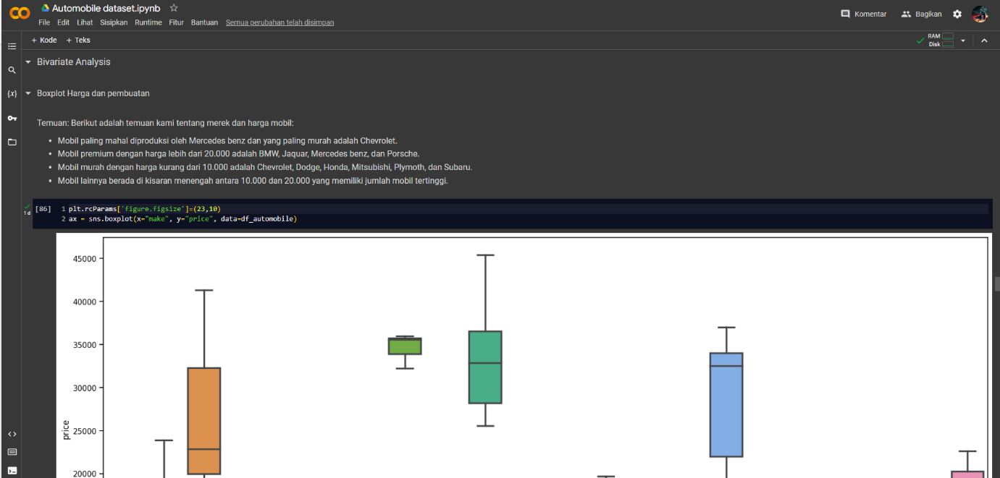 Automobile dataset.ipynb
Komentar
Bagikan
File Edit Lihat Sisipkan Runtime Fitur Bantuan Semua perubahan telah disimpan
+ Kode + Teks
RAM
Disk
Bivariate Analysis
{x}
Boxplot Harga dan pembuatan
Temuan: Berikut adalah temuan kami tentang merek dan harga mobil:
• Mobil paling mahal diproduksi oleh Mercedes benz dan yang paling murah adalah Chevrolet.
• Mobil premium dengan harga lebih dari 20.000 adalah BMW, Jaquar, Mercedes benz, dan Porsche.
• Mobil murah dengan harga kurang dari 10.000 adalah Chevrolet, Dodge, Honda, Mitsubishi, Plymoth, dan Subaru.
• Mobil lainnya berada di kisaran menengah antara 10.000 dan 20.000 yang memiliki jumlah mobil tertinggi.
1 d
[86]
1 plt.rcParams['figure.figsize']=(23,10)
2 ax = sns.boxplot(x="make", y="price", data=df_automobile)
45000
40000
35000
30000
25000
20000
price